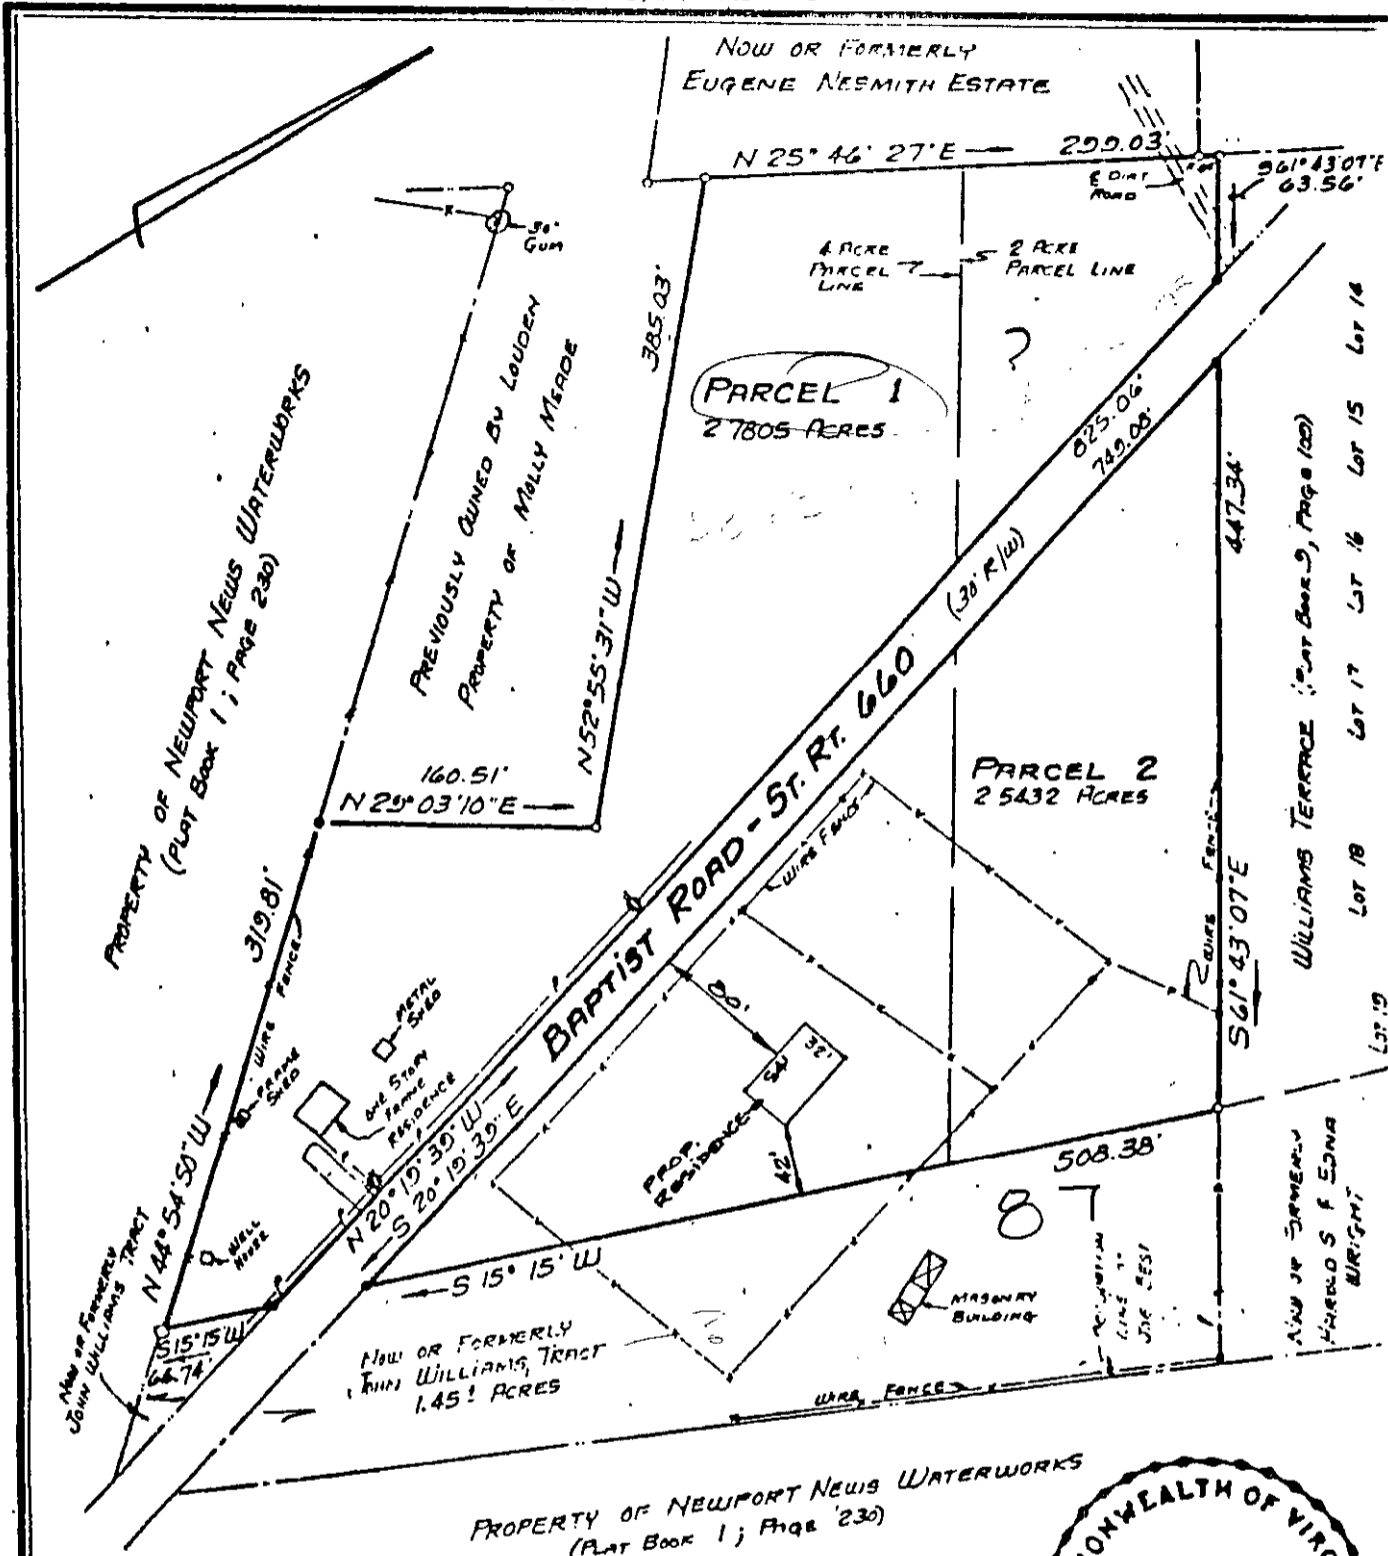 NOW OR FORMERLY
EUGENE NESMITH ESTATE
N 25° 46' 27" E
299.03'
℄ DIRT
ROAD
S61°43'07"E
63.56'
30"
GUM
4 ACRE
PARCEL
LINE
2 ACRE
PARCEL LINE
?
385.03'
N52°55'31"W
PARCEL 1
2.7805 ACRES
PREVIOUSLY OWNED BY LOUDEN
PROPERTY OF MOLLY MEADE
PROPERTY OF NEWPORT NEWS WATERWORKS
(PLAT BOOK 1; PAGE 230)
825.06'
749.08'
(30' R/W)
BAPTIST ROAD - ST. RT. 660
447.34'
S61°43'07"E
WIRE FENCE
WILLIAMS TERRACE (PLAT BOOK 9, PAGE 100)
LOT 14
LOT 15
LOT 16
LOT 17
LOT 18
LOT 19
160.51'
N 29°03'10"E
PARCEL 2
2.5432 ACRES
WIRE FENCE
319.81'
N 44°54'50"W
WIRE FENCE
FRAME
SHED
METAL
SHED
ONE STORY
FRAME
RESIDENCE
WELL
HOUSE
N 20°19'39" W
S 20°19'39" E
80'
54'
32'
42'
PROP.
RESIDENCE
508.38'
S 15° 15' W
8
MASONRY
BUILDING
LINE
NOW OR FORMERLY
HAROLD S & EDNA
WRIGHT
NOW OR FORMERLY
JOHN WILLIAMS TRACT
S15°15'W
66.74'
NOW OR FORMERLY
JOHN WILLIAMS, TRACT
1.45± ACRES
WIRE FENCE
PROPERTY OF NEWPORT NEWS WATERWORKS
(PLAT BOOK 1; PAGE 230)
ONWEALTH OF VIRG